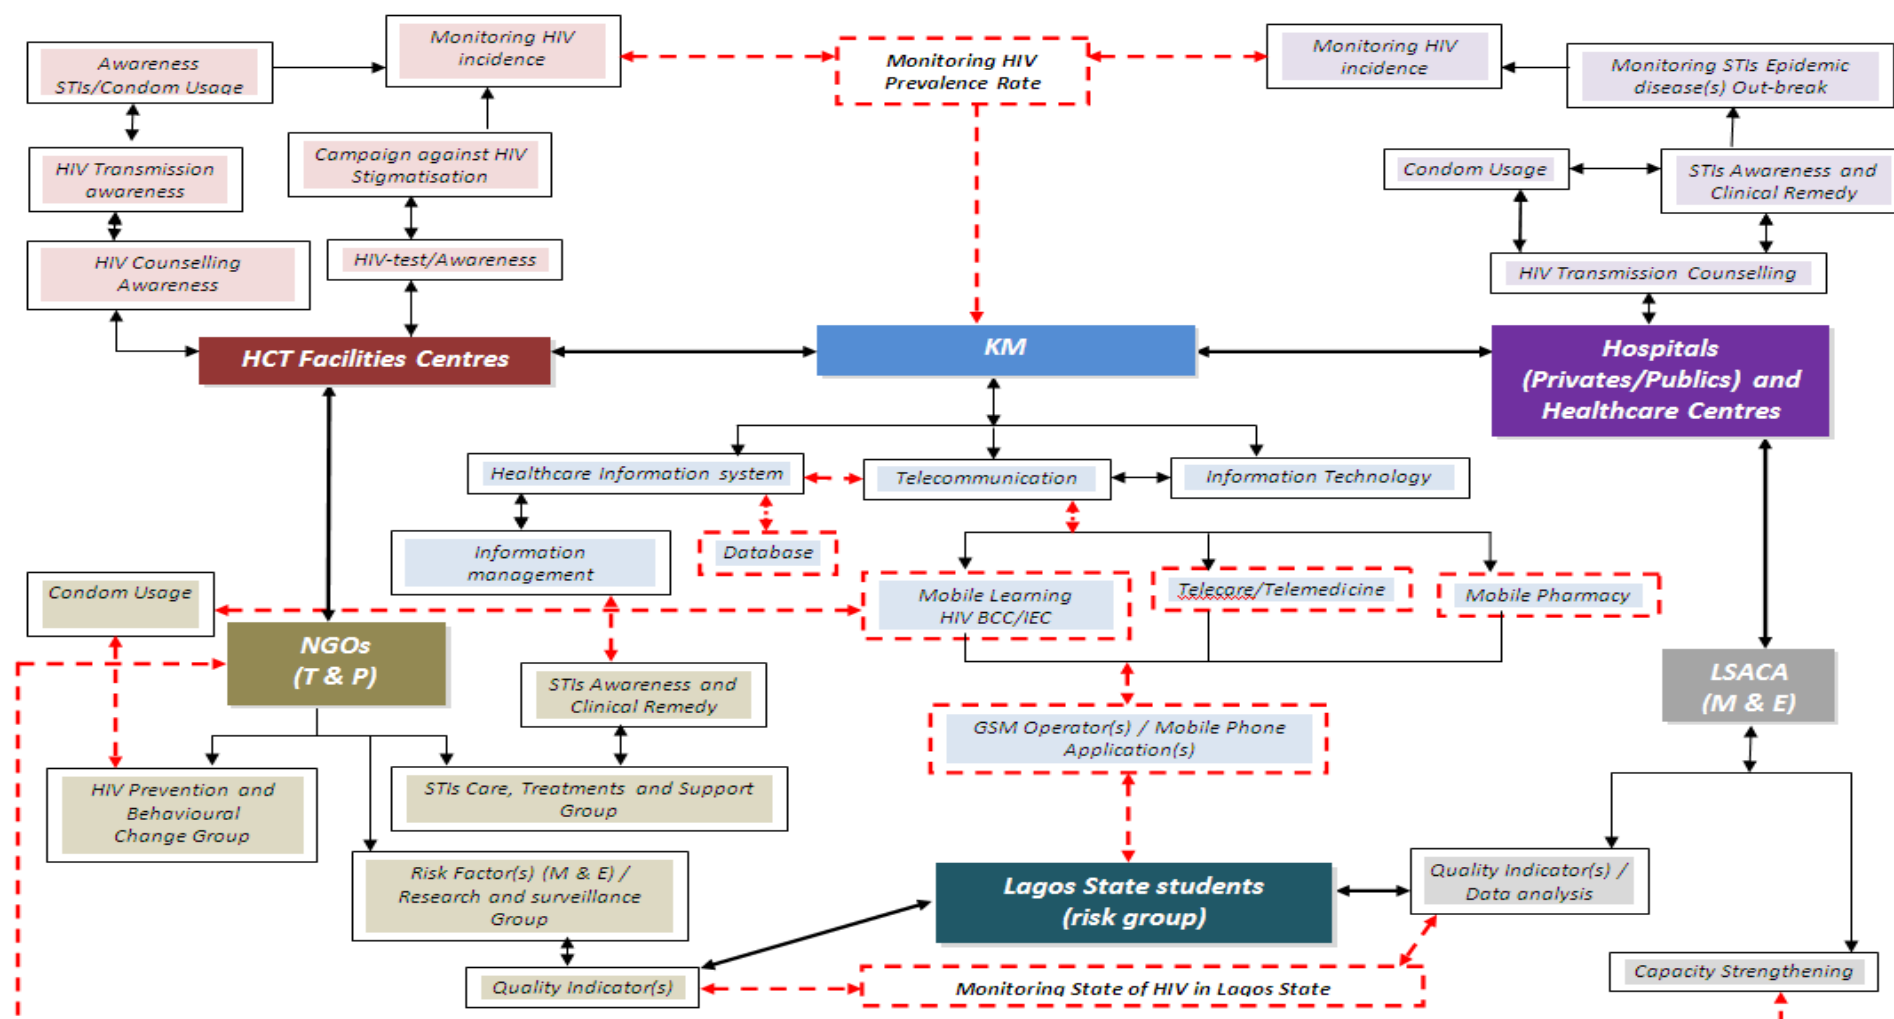 Awareness
STIs/Condom Usage
Monitoring HIV
incidence
Monitoring HIV
Prevalence Rate
Monitoring HIV
incidence
Monitoring STIs Epidemic
disease(s) Out-break
HIV Transmission
awareness
Campaign against HIV
Stigmatisation
Condom Usage
STIs Awareness and
Clinical Remedy
HIV Counselling
Awareness
HIV-test/Awareness
HIV Transmission Counselling
HCT Facilities Centres
KM
Hospitals
(Privates/Publics) and
Healthcare Centres
Healthcare Information system
Telecommunication
Information Technology
Information
management
Database
Condom Usage
Mobile Learning
HIV BCC/IEC
Telecare/Telemedicine
Mobile Pharmacy
NGOs
(T & P)
STIs Awareness and
Clinical Remedy
LSACA
(M & E)
GSM Operator(s) / Mobile Phone
Application(s)
HIV Prevention and
Behavioural
Change Group
STIs Care, Treatments and Support
Group
Risk Factor(s) (M & E) /
Research and surveillance
Group
Lagos State students
(risk group)
Quality Indicator(s) /
Data analysis
Quality Indicator(s)
Monitoring State of HIV in Lagos State
Capacity Strengthening